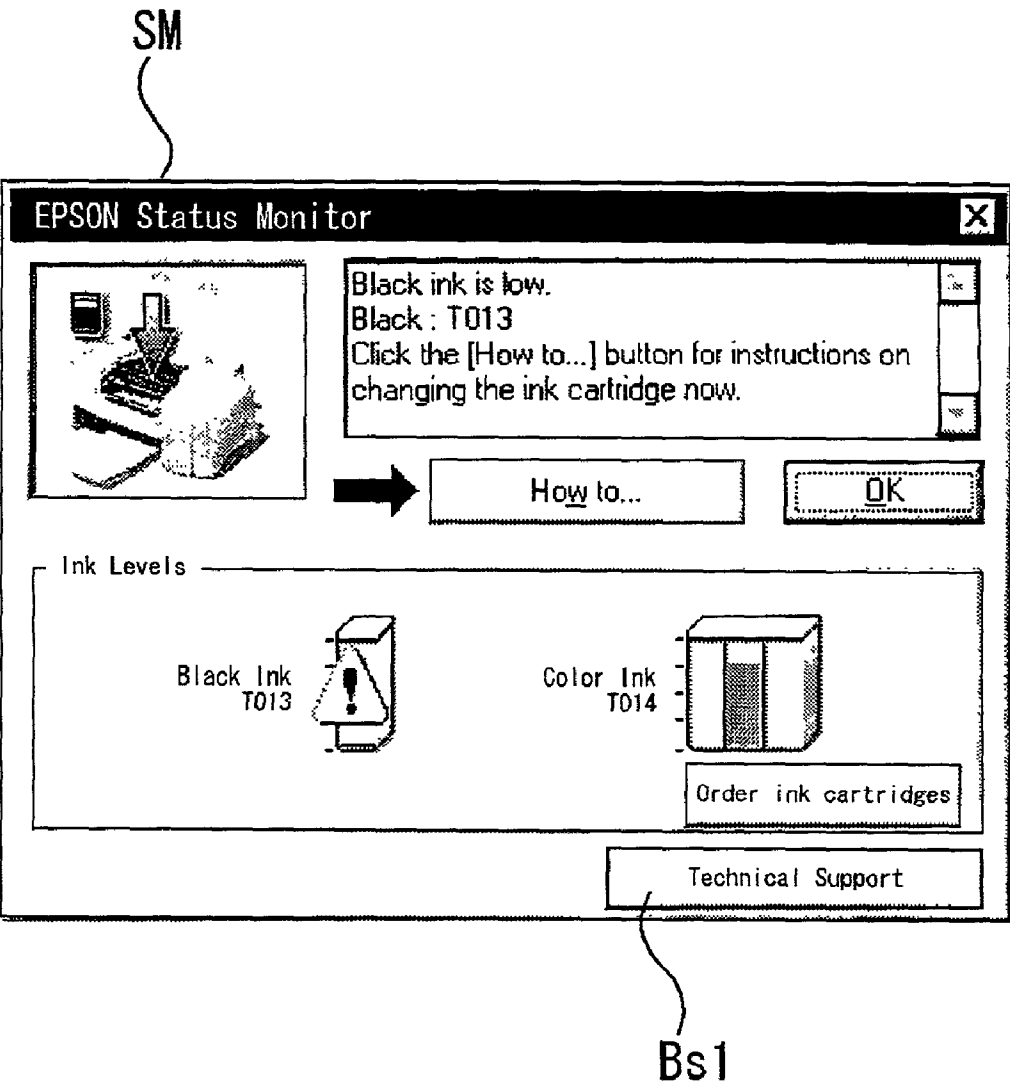 SM
EPSON Status Monitor
Black ink is low.
Black : T013
Click the [How to...] button for instructions on
changing the ink cartridge now.
How to...
OK
Ink Levels
Black Ink
T013
Color Ink
T014
Order ink cartridges
Technical Support
Bs1